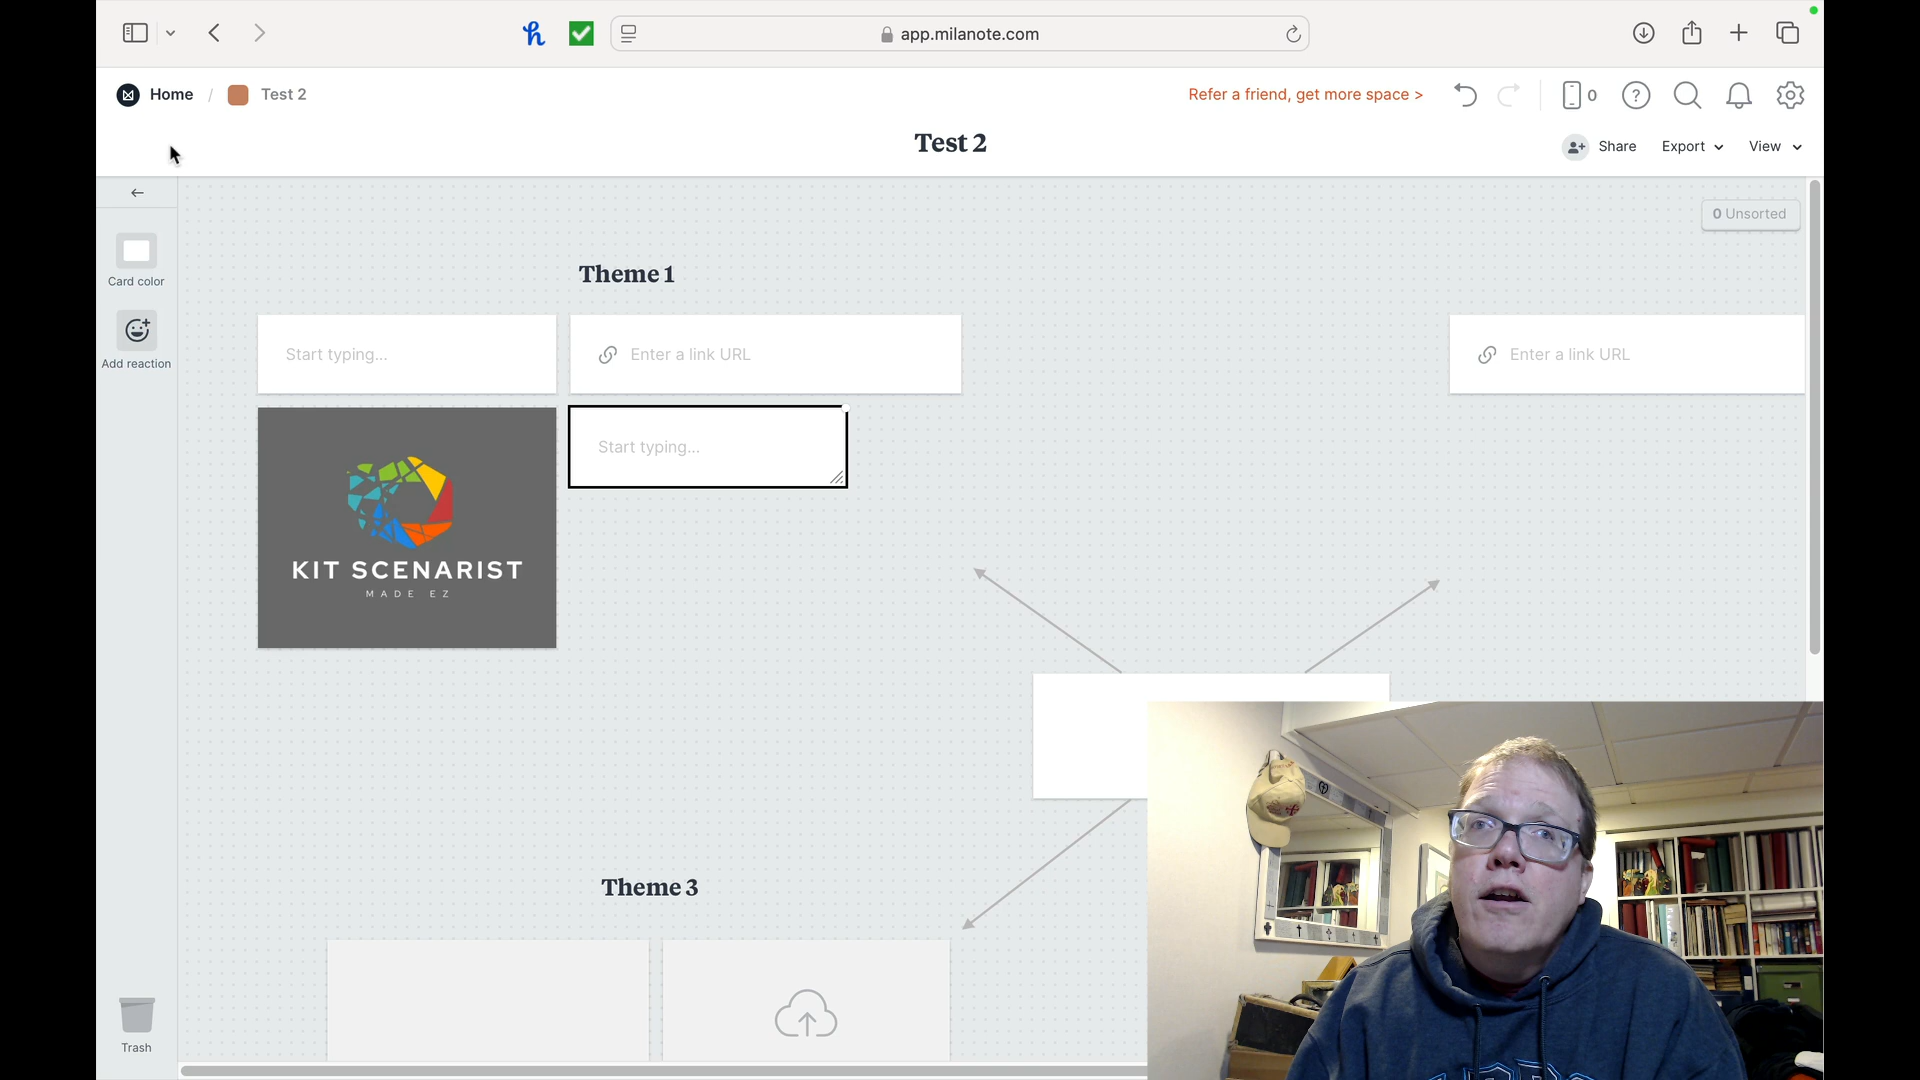 app.milanote.com
Home / Test 2
Refer a friend, get more space >
0
Test 2
Share
Export
View
0 Unsorted
Card color
Add reaction
Theme 1
Start typing...
Enter a link URL
Enter a link URL
Start typing...
KIT SCENARIST
MADE EZ
Theme 3
Trash